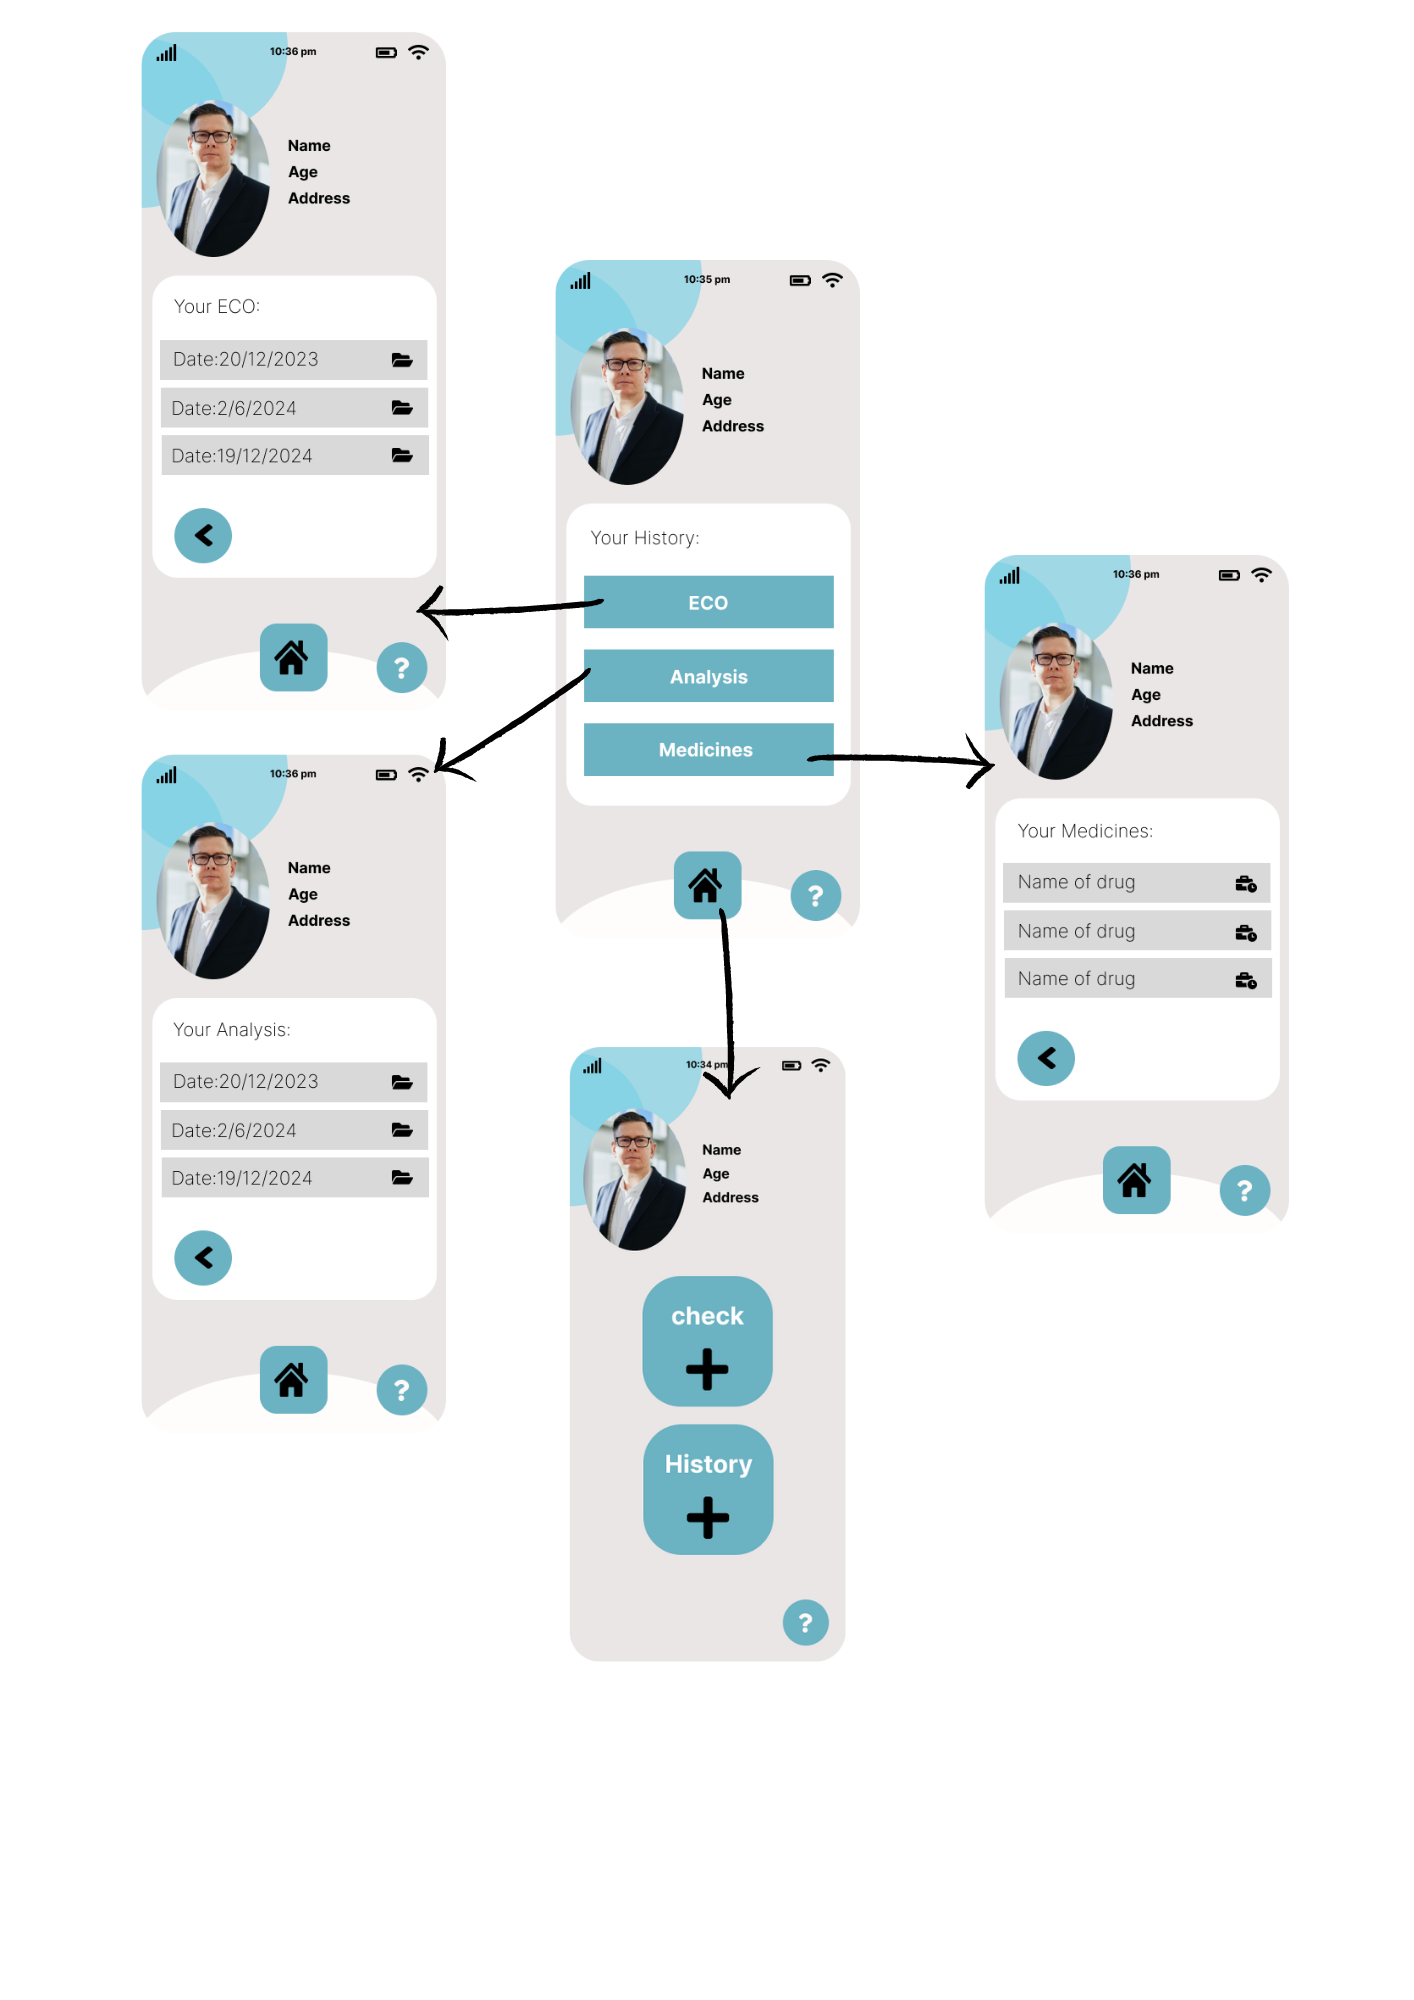 10:36 pm
Name
Age
Address
Your ECO:
Date:20/12/2023
Date:2/6/2024
Date:19/12/2024
?
10:35 pm
Name
Age
Address
Your History:
ECO
Analysis
Medicines
?
10:36 pm
Name
Age
Address
Your Medicines:
Name of drug
Name of drug
Name of drug
?
10:36 pm
Name
Age
Address
Your Analysis:
Date:20/12/2023
Date:2/6/2024
Date:19/12/2024
?
10:34 pm
Name
Age
Address
check
History
?